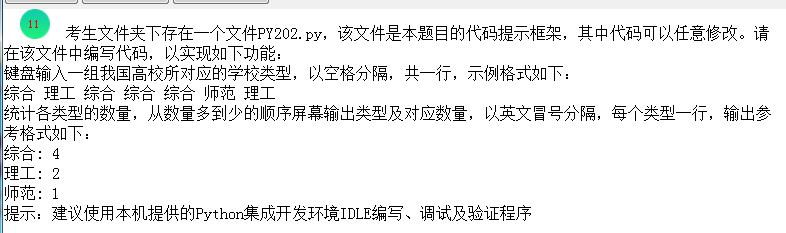 11 考生文件夹下存在一个文件PY202.py，该文件是本题目的代码提示框架，其中代码可以任意修改。请
在该文件中编写代码，以实现如下功能：
键盘输入一组我国高校所对应的学校类型，以空格分隔，共一行，示例格式如下：
综合 理工 综合 综合 综合 师范 理工
统计各类型的数量，从数量多到少的顺序屏幕输出类型及对应数量，以英文冒号分隔，每个类型一行，输出参
考格式如下：
综合: 4
理工: 2
师范: 1
提示：建议使用本机提供的Python集成开发环境IDLE编写、调试及验证程序